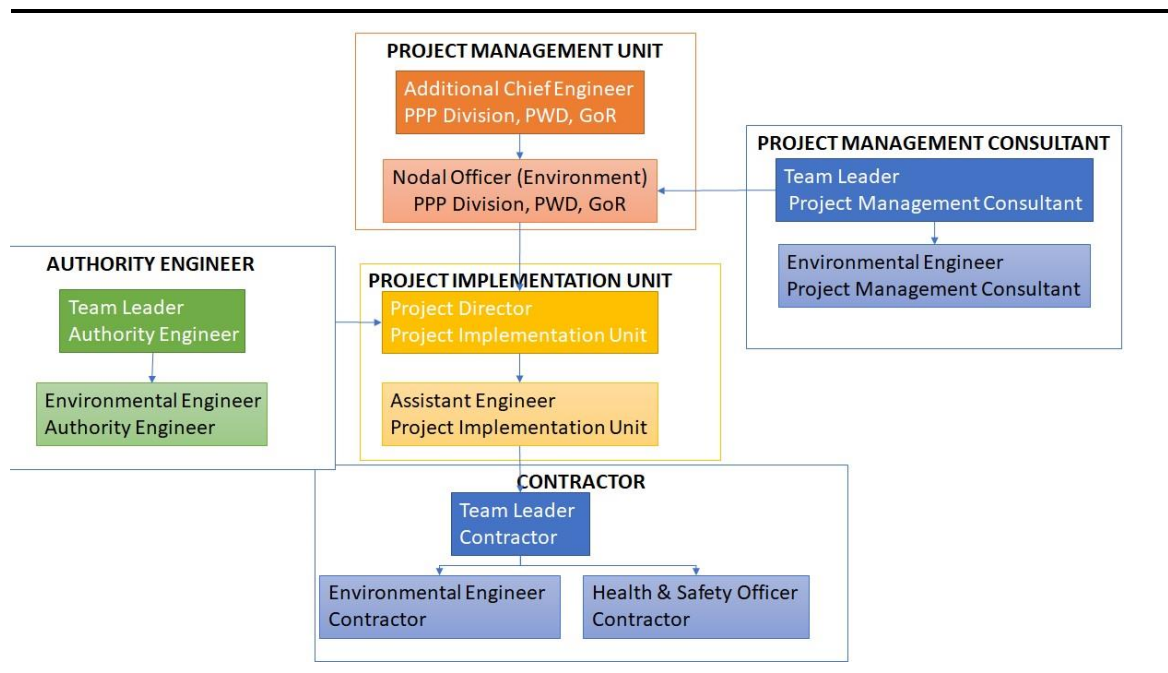 PROJECT MANAGEMENT UNIT
Additional Chief Engineer
PPP Division, PWD, GoR
Nodal Officer (Environment)
PPP Division, PWD, GoR
PROJECT MANAGEMENT CONSULTANT
Team Leader
Project Management Consultant
Environmental Engineer
Project Management Consultant
AUTHORITY ENGINEER
Team Leader
Authority Engineer
Environmental Engineer
Authority Engineer
PROJECT IMPLEMENTATION UNIT
Project Director
Project Implementation Unit
Assistant Engineer
Project Implementation Unit
CONTRACTOR
Team Leader
Contractor
Environmental Engineer
Contractor
Health & Safety Officer
Contractor